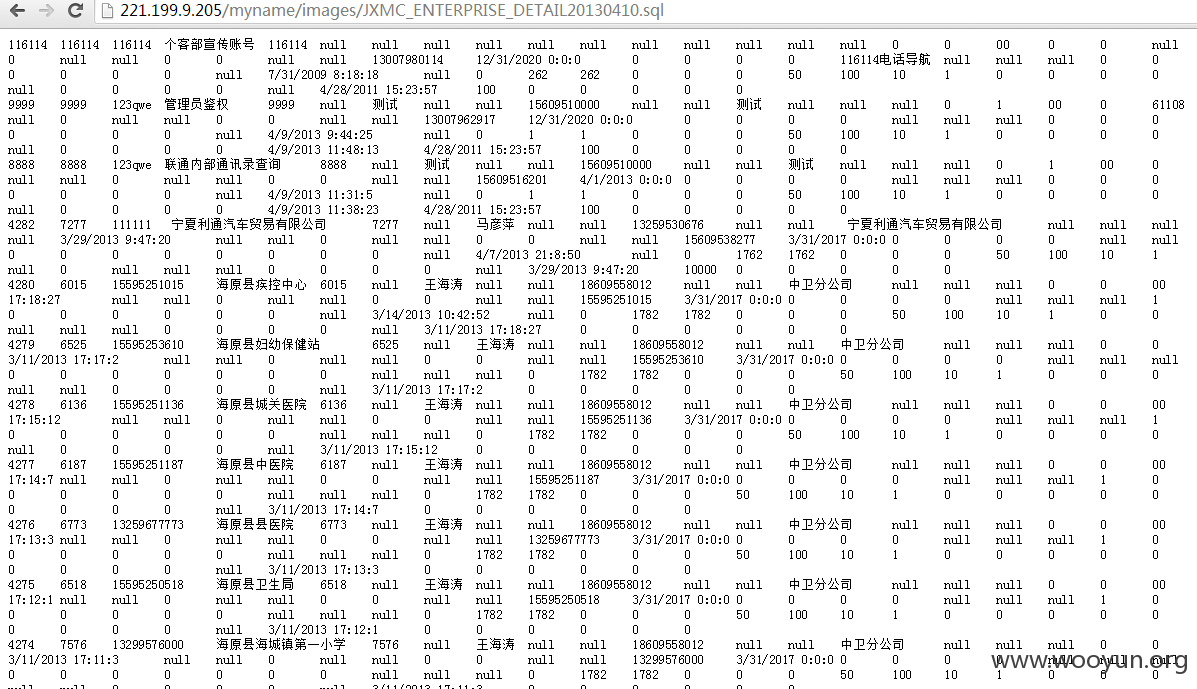 221.199.9.205/myname/images/JXMC_ENTERPRISE_DETAIL20130410.sql
116114 116114 116114 个客部宣传账号 116114 null null null null null null null null null null null 0 0 00 0 0 null
0 null null 0 0 null null 13007980114 12/31/2020 0:0:0 0 0 0 0 116114电话导航 null null null 0
0 0 0 0 null 7/31/2009 8:18:18 null 0 262 262 0 0 0 50 100 10 1 0 0 0
null 0 0 0 0 null 4/28/2011 15:23:57 100 0 0 0 0 0
9999 9999 123qwe 管理员鉴权 9999 null 测试 null null 15609510000 null null 测试 null null null 0 1 00 0 61108
null 0 null null 0 0 null null 13007962917 12/31/2020 0:0:0 0 0 0 0 null null null 0
0 0 0 0 null 4/9/2013 9:44:25 null 0 1 1 0 0 0 50 100 10 1 0 0 0
0 0 0 0 0 4/9/2013 11:48:13 4/28/2011 15:23:57 100 0 0 0 0 0
8888 8888 123qwe 联通内部通讯录查询 8888 null 测试 null null 15609510000 null null 测试 null null null 0 1 00 0
null null 0 0 0 0 null null 15609516201 4/1/2013 0:0:0 0 0 0 0 null null null 0
0 0 0 0 0 4/9/2013 11:31:5 null 0 1 1 0 0 0 50 100 10 1 0 0 0
null 0 0 0 0 4/9/2013 11:38:23 4/28/2011 15:23:57 100 0 0 0 0 0
4282 7277 111111 宁夏利通汽车贸易有限公司 7277 null 马彦萍 null null 13259530676 null null 宁夏利通汽车贸易有限公司 null null null
null 3/29/2013 9:47:20 null null 0 0 null null 15609538277 3/31/2017 0:0:0 0 0 0 0 null null
0 0 0 0 0 0 null 4/7/2013 21:8:50 0 1762 1762 0 0 0 50 100 10 1
null 0 null null 0 0 0 0 0 null 3/29/2013 9:47:20 10000 0 0 0 0
4280 6015 15595251015 海原县疾控中心 6015 null 王海涛 null null 18609558012 null null 中卫分公司 null null null 0 0 00
17:18:27 null null 0 null 0 0 null null 15595251015 3/31/2017 0:0:0 0 0 0 0 null null null 1
0 0 0 0 0 null 3/14/2013 10:42:52 null 0 1782 1782 0 0 0 50 100 10 1 0 0
null null null 0 0 0 0 null 3/11/2013 17:18:27 0 0 0 0 0 0
4279 6525 15595253610 海原县妇幼保健站 6525 null 王海涛 null null 18609558012 null null 中卫分公司 null null null 0 0
3/11/2013 17:17:2 null null 0 null 0 0 null null 15595253610 3/31/2017 0:0:0 0 0 0 0 null null null
0 0 0 0 0 0 null null null 0 1782 1782 0 0 0 50 100 10 1 0 0 0
null null 0 0 0 0 null 3/11/2013 17:17:2 0 0 0 0 0 0
4278 6136 15595251136 海原县城关医院 6136 null 王海涛 null null 18609558012 null null 中卫分公司 null null null 0 0 00
17:15:12 null null 0 null 0 0 null null 15595251136 3/31/2017 0:0:0 0 0 0 0 null null null 1
0 0 0 0 0 null null null 0 1782 1782 0 0 0 50 100 10 1 0 0 0
null 0 0 0 0 null 3/11/2013 17:15:12 0 0 0 0 0 0
4277 6187 15595251187 海原县中医院 6187 null 王海涛 null null 18609558012 null null 中卫分公司 null null null 0 0 00
17:14:7 null null 0 null 0 0 null null 15595251187 3/31/2017 0:0:0 0 0 0 0 null null null 1 0
0 0 0 0 0 null null null 0 1782 1782 0 0 0 50 100 10 1 0 0 0
0 0 0 0 null 3/11/2013 17:14:7 0 0 0 0 0 0
4276 6773 13259677773 海原县县医院 6773 null 王海涛 null null 18609558012 null null 中卫分公司 null null null 0 0 00
17:13:3 null null 0 null 0 0 null null 13259677773 3/31/2017 0:0:0 0 0 0 0 null null null 1 0
0 0 0 0 0 null null null 0 1782 1782 0 0 0 50 100 10 1 0 0 0
0 0 0 null 3/11/2013 17:13:3 0 0 0 0 0 0
4275 6518 15595250518 海原县卫生局 6518 null 王海涛 null null 18609558012 null null 中卫分公司 null null null 0 0 00
17:12:1 null null 0 null 0 0 null null 15595250518 3/31/2017 0:0:0 0 0 0 0 null null null 1 0
0 0 0 0 0 null null null 0 1782 1782 0 0 0 50 100 10 1 0 0 0
0 0 0 0 null 3/11/2013 17:12:1 0 0 0 0 0 0
4274 7576 13299576000 海原县海城镇第一小学 7576 null 王海涛 null null 18609558012 null null 中卫分公司 null null null 0 0
3/11/2013 17:11:3 null null 0 null 0 0 null null 13299576000 3/31/2017 0:0:0 0 0 0
0 0 0 0 0 0 null null null 0 1782 1782 0 0 0 50 100 10 1 0 0 0
www.wooyun.org